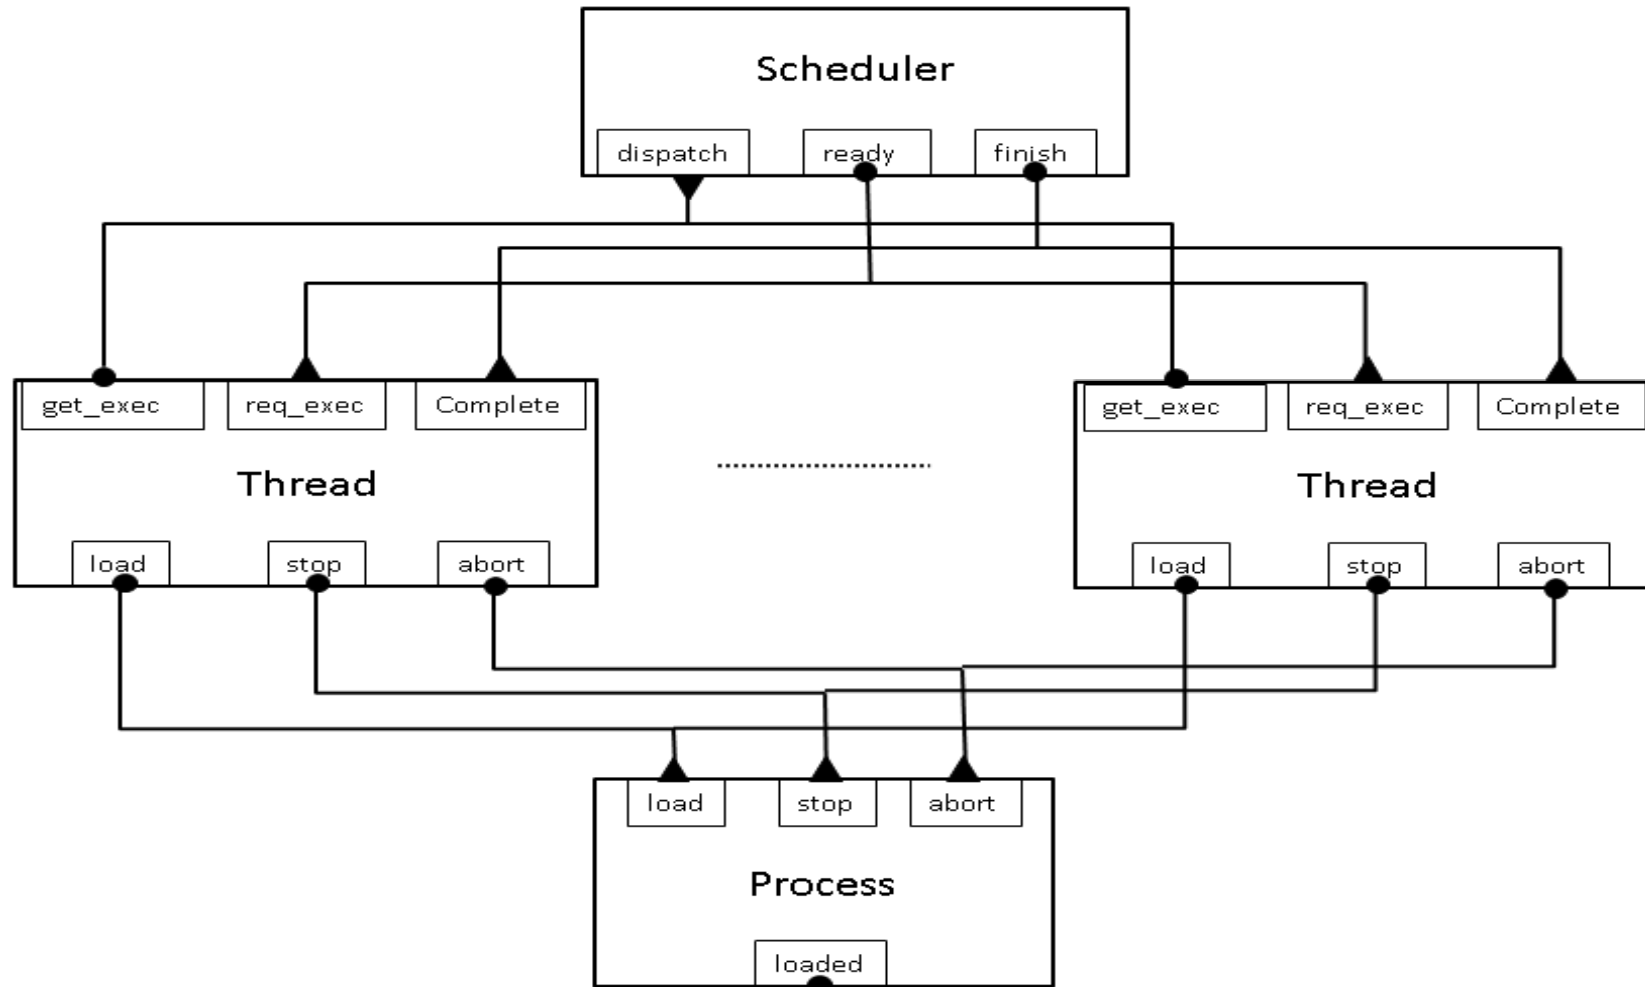 Scheduler
dispatch ready finish
get_exec req_exec Complete
Thread
load stop abort
get_exec req_exec Complete
Thread
load stop abort
load stop abort
Process
loaded